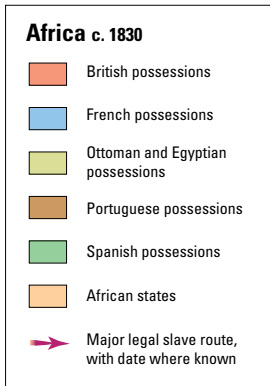 Africa c. 1830
British possessions
French possessions
Ottoman and Egyptian
possessions
Portuguese possessions
Spanish possessions
African states
Major legal slave route,
with date where known